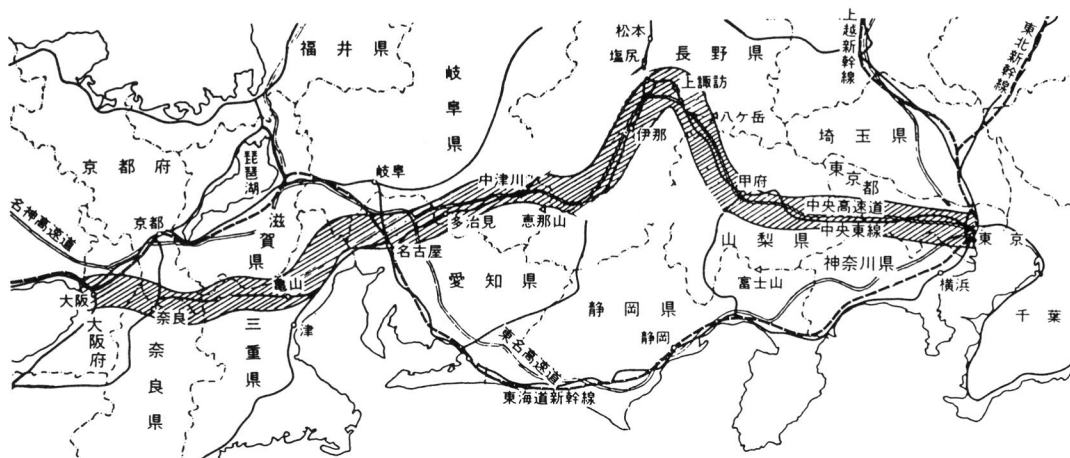 福井県
岐阜県
松本
塩尻
長野県
上越新幹線
東北新幹線
上諏訪
八ケ岳
伊那
埼玉県
京都府
琵琶湖
岐阜
中津川
甲府
東京都
中央高速道
名神高速道
京都
滋賀県
多治見
恵那山
中央東線
東京
名古屋
山梨県
神奈川県
亀山
愛知県
富士山
横浜
大阪
奈良
静岡県
大阪府
津
千葉
三重県
静岡
奈良県
東名高速道
東海道新幹線